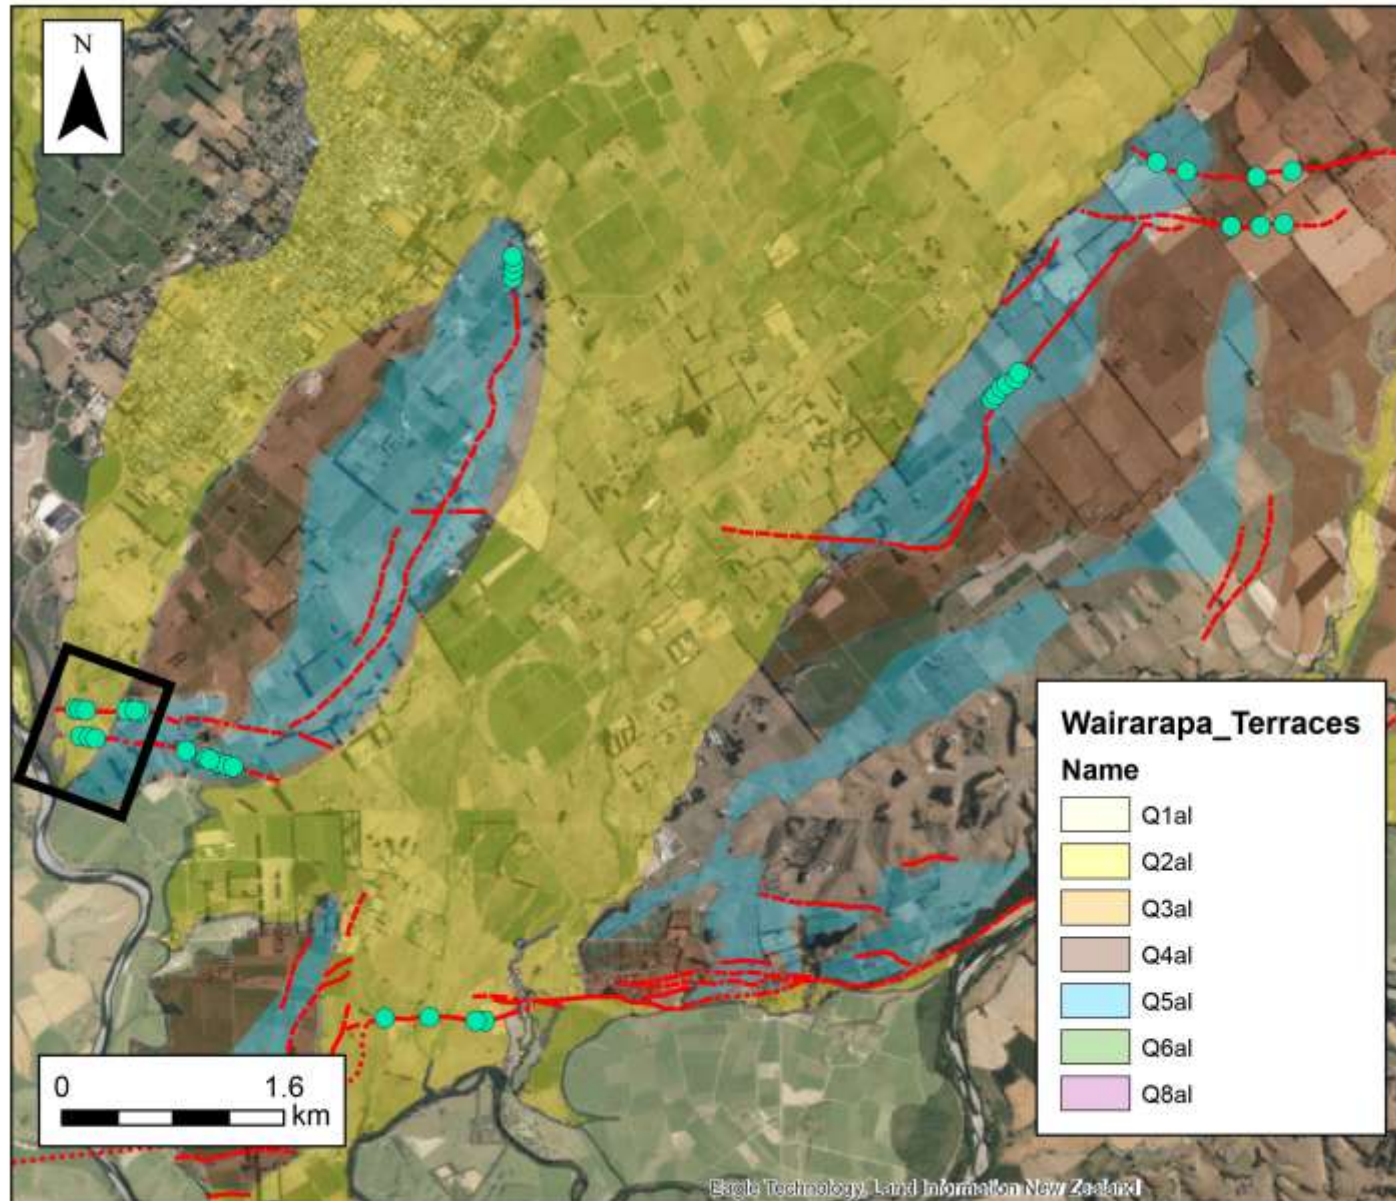 N
Wairarapa_Terraces
Name
Q1al
Q2al
Q3al
Q4al
Q5al
Q6al
Q8al
0 1.6
km
Eagle Technology, Land Information New Zealand